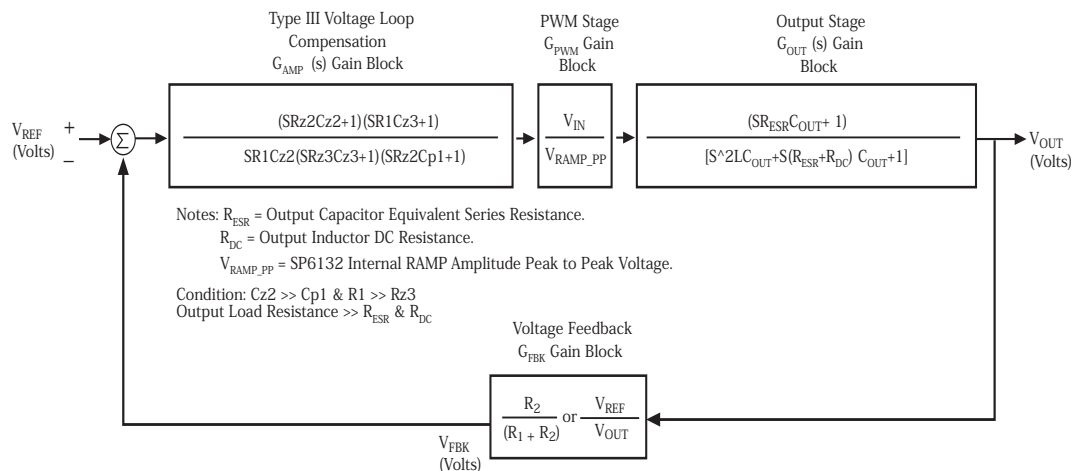 Type III Voltage Loop
Compensation
G_AMP (s) Gain Block
PWM Stage
G_PWM Gain
Block
Output Stage
G_OUT (s) Gain
Block
V_REF
(Volts)
+
−
Σ
(SRz2Cz2+1)(SR1Cz3+1)
SR1Cz2(SRz3Cz3+1)(SRz2Cp1+1)
V_IN
V_RAMP_PP
(SR_ESRC_OUT+ 1)
[S^2LC_OUT+S(R_ESR+R_DC) C_OUT+1]
V_OUT
(Volts)
Notes: R_ESR = Output Capacitor Equivalent Series Resistance.
R_DC = Output Inductor DC Resistance.
V_RAMP_PP = SP6132 Internal RAMP Amplitude Peak to Peak Voltage.
Condition: Cz2 >> Cp1 & R1 >> Rz3
Output Load Resistance >> R_ESR & R_DC
Voltage Feedback
G_FBK Gain Block
R_2
(R_1 + R_2)
or
V_REF
V_OUT
V_FBK
(Volts)